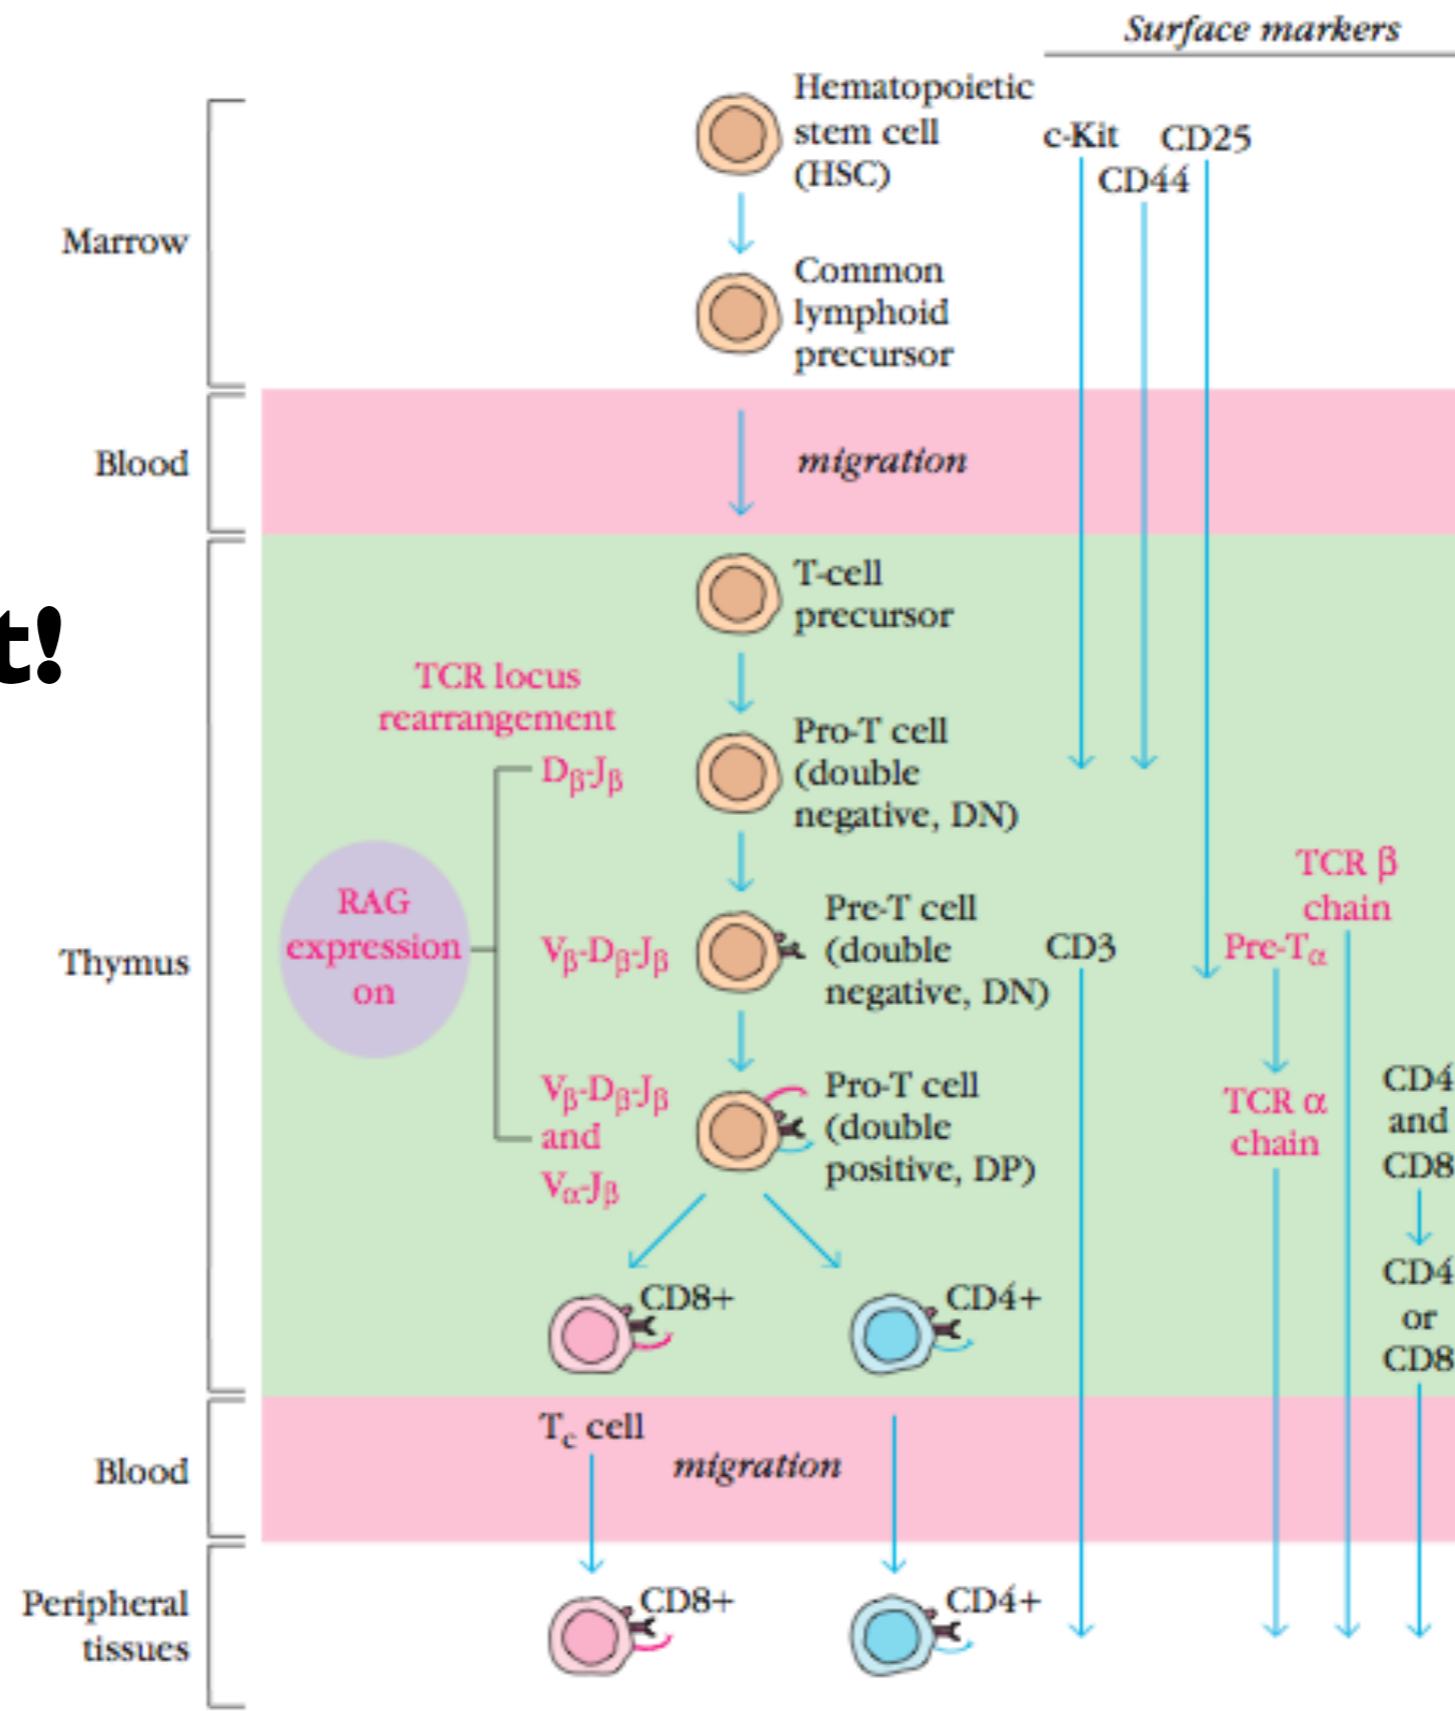 Surface markers
Hematopoietic
stem cell
(HSC)
c-Kit
CD25
CD44
Marrow
Common
lymphoid
precursor
Blood
migration
t!
T-cell
precursor
TCR locus
rearrangement
Dβ-Jβ
Pro-T cell
(double
negative, DN)
TCR β
chain
RAG
expression
on
Vβ-Dβ-Jβ
Pre-T cell
(double
negative, DN)
CD3
Pre-Tα
Thymus
Vβ-Dβ-Jβ
and
Vα-Jβ
Pro-T cell
(double
positive, DP)
TCR α
chain
CD4
and
CD8
CD4
or
CD8
CD8+
CD4+
Tc cell
Blood
migration
Peripheral
tissues
CD8+
CD4+